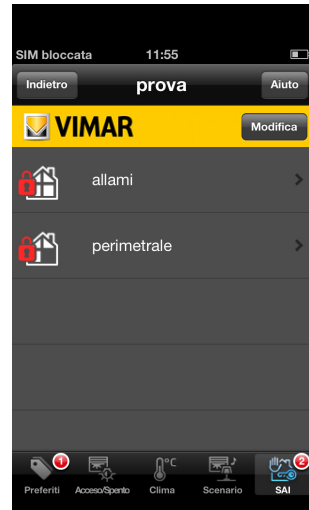 SIM bloccata 11:55
Indietro prova Aiuto
VIMAR Modifica
allami
perimetrale
1 °C 2
Preferiti Acceso/Spento Clima Scenario SAI